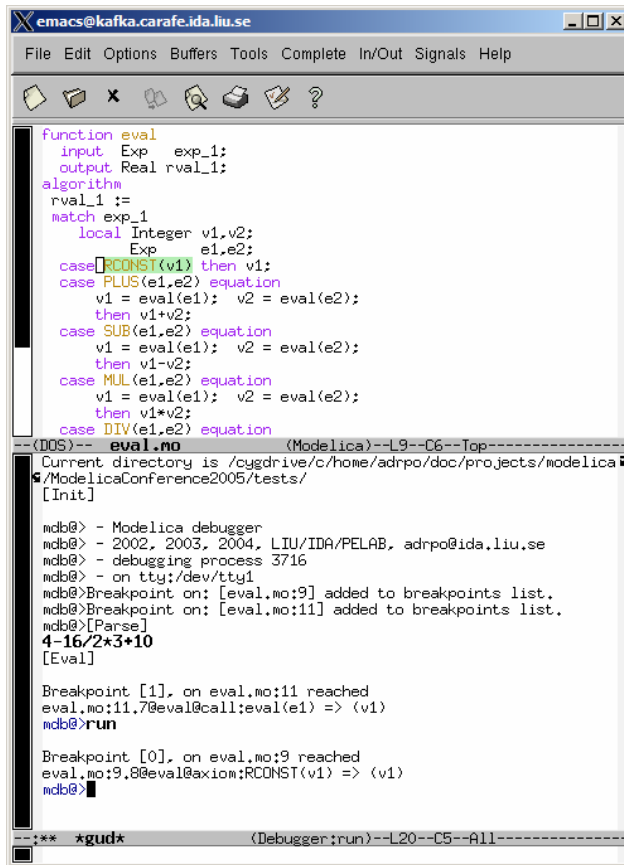 emacs@kafka.carafe.ida.liu.se
File Edit Options Buffers Tools Complete In/Out Signals Help
function eval
input Exp exp_1;
output Real rval_1;
algorithm
rval_1 :=
match exp_1
local Integer v1,v2;
Exp e1,e2;
case RCONST(v1) then v1;
case PLUS(e1,e2) equation
v1 = eval(e1); v2 = eval(e2);
then v1+v2;
case SUB(e1,e2) equation
v1 = eval(e1); v2 = eval(e2);
then v1-v2;
case MUL(e1,e2) equation
v1 = eval(e1); v2 = eval(e2);
then v1*v2;
case DIV(e1,e2) equation
--(DOS)-- eval.mo (Modelica)--L9--C6--Top----------------
Current directory is /cygdrive/c/home/adrpo/doc/projects/modelica
/ModelicaConference2005/tests/
[Init]
mdb@> - Modelica debugger
mdb@> - 2002, 2003, 2004, LIU/IDA/PELAB, adrpo@ida.liu.se
mdb@> - debugging process 3716
mdb@> - on tty:/dev/tty1
mdb@>Breakpoint on: [eval.mo:9] added to breakpoints list.
mdb@>Breakpoint on: [eval.mo:11] added to breakpoints list.
mdb@>[Parse]
4-16/2*3+10
[Eval]
Breakpoint [1], on eval.mo:11 reached
eval.mo:11.7@eval@call:eval(e1) => (v1)
mdb@>run
Breakpoint [0], on eval.mo:9 reached
eval.mo:9.8@eval@axiom:RCONST(v1) => (v1)
mdb@>
--:** *gud* (Debugger:run)--L20--C5--All---------------